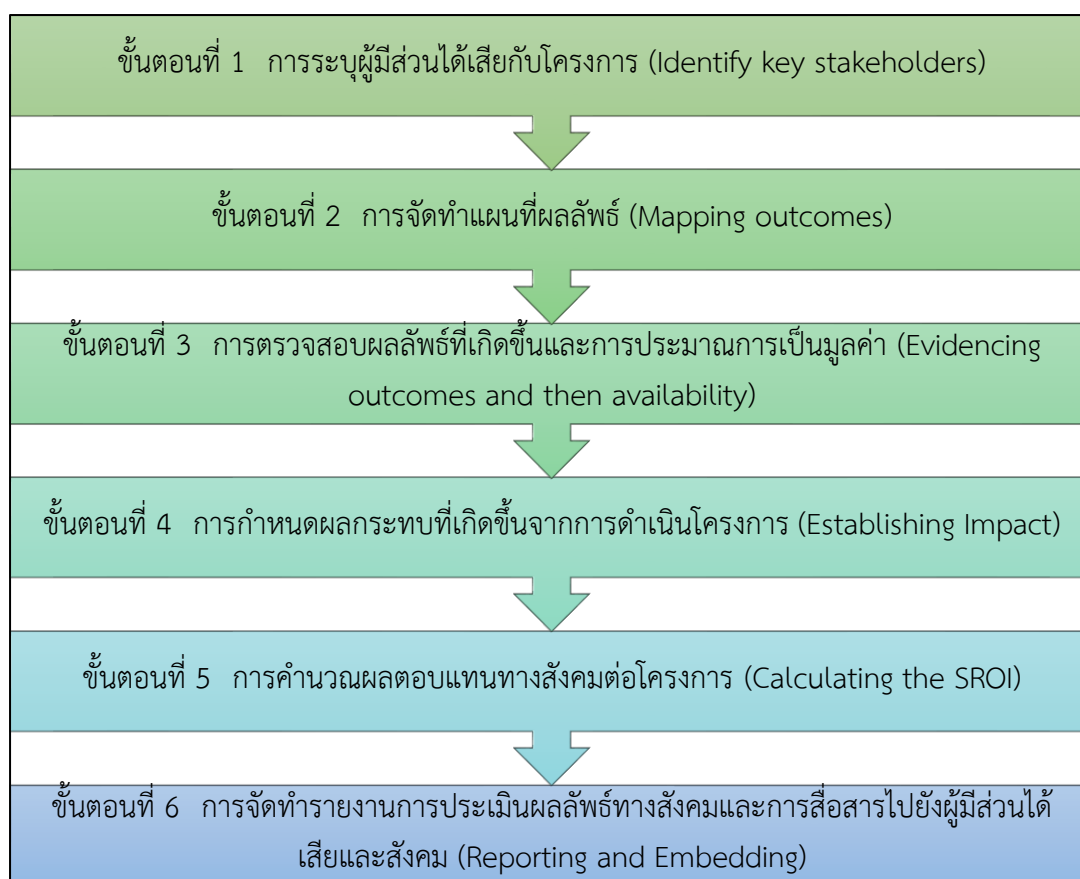 ขั้นตอนที่ 1 การระบุผู้มีส่วนได้เสียกับโครงการ (Identify key stakeholders)
ขั้นตอนที่ 2 การจัดทำแผนที่ผลลัพธ์ (Mapping outcomes)
ขั้นตอนที่ 3 การตรวจสอบผลลัพธ์ที่เกิดขึ้นและการประมาณการเป็นมูลค่า (Evidencing
outcomes and then availability)
ขั้นตอนที่ 4 การกำหนดผลกระทบที่เกิดขึ้นจากการดำเนินโครงการ (Establishing Impact)
ขั้นตอนที่ 5 การคำนวณผลตอบแทนทางสังคมต่อโครงการ (Calculating the SROI)
ขั้นตอนที่ 6 การจัดทำรายงานการประเมินผลลัพธ์ทางสังคมและการสื่อสารไปยังผู้มีส่วนได้
เสียและสังคม (Reporting and Embedding)